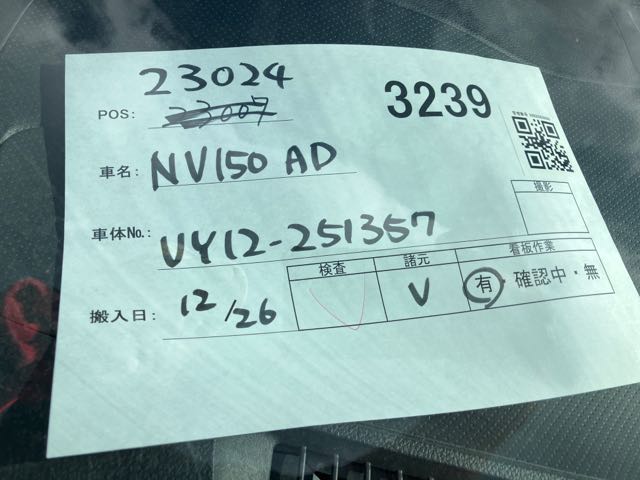 23024
3239
POS: 23007
車名: NV150 AD
撮影
車体No.: VY12-251357
検査 諸元 看板作業
搬入日: 12/26 V 有 確認中・無